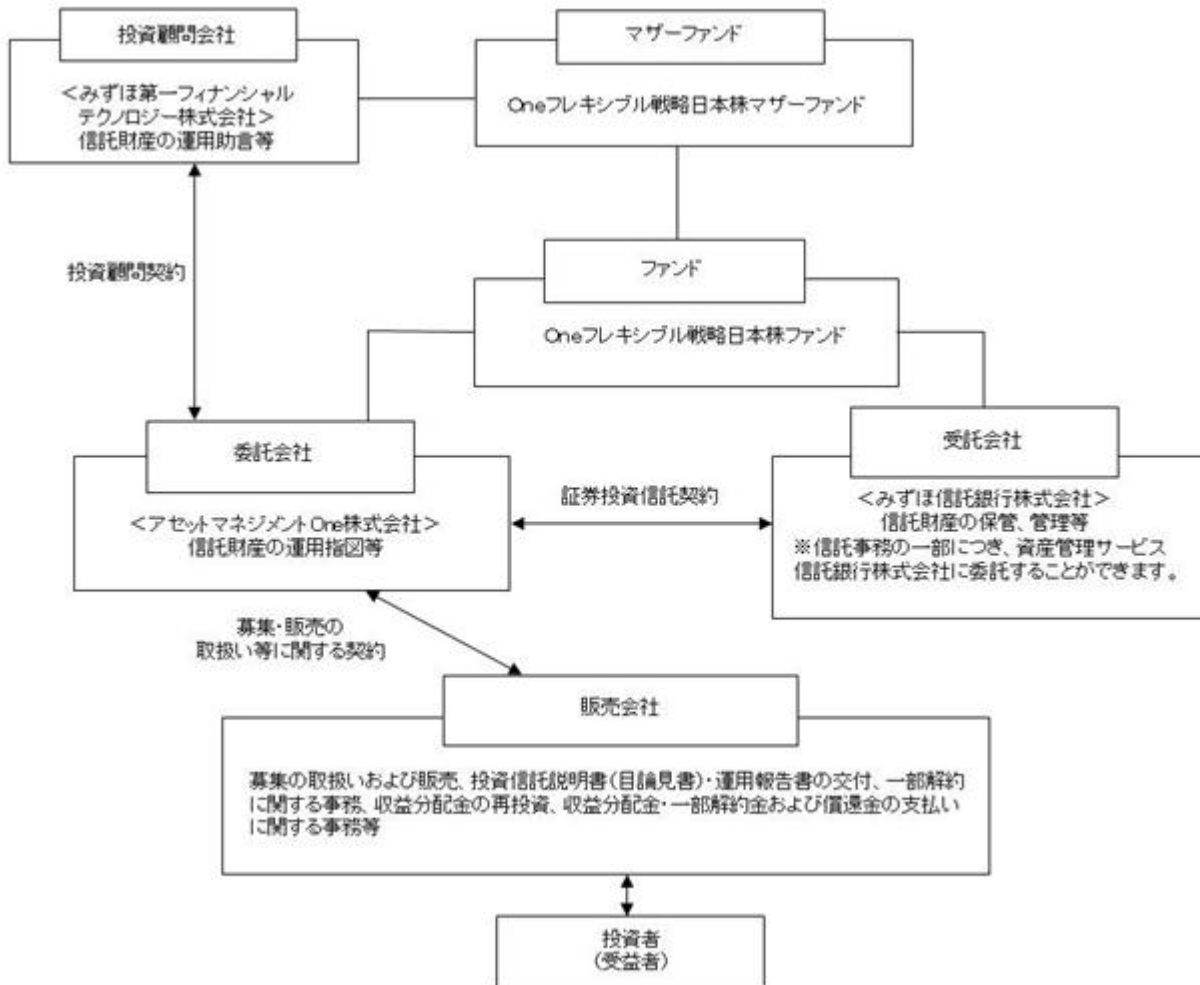 投資顧問会社
<みずほ第一フィナンシャル
テクノロジー株式会社>
信託財産の運用助言等
マザーファンド
Oneフレキシブル戦略日本株マザーファンド
投資顧問契約
ファンド
Oneフレキシブル戦略日本株ファンド
委託会社
<アセットマネジメントOne株式会社>
信託財産の運用指図等
証券投資信託契約
受託会社
<みずほ信託銀行株式会社>
信託財産の保管、管理等
※信託事務の一部につき、資産管理サービス
信託銀行株式会社に委託することができます。
募集・販売の
取扱い等に関する契約
販売会社
募集の取扱いおよび販売、投資信託説明書(目論見書)・運用報告書の交付、一部解約
に関する事務、収益分配金の再投資、収益分配金・一部解約金および償還金の支払い
に関する事務等
投資者
(受益者)